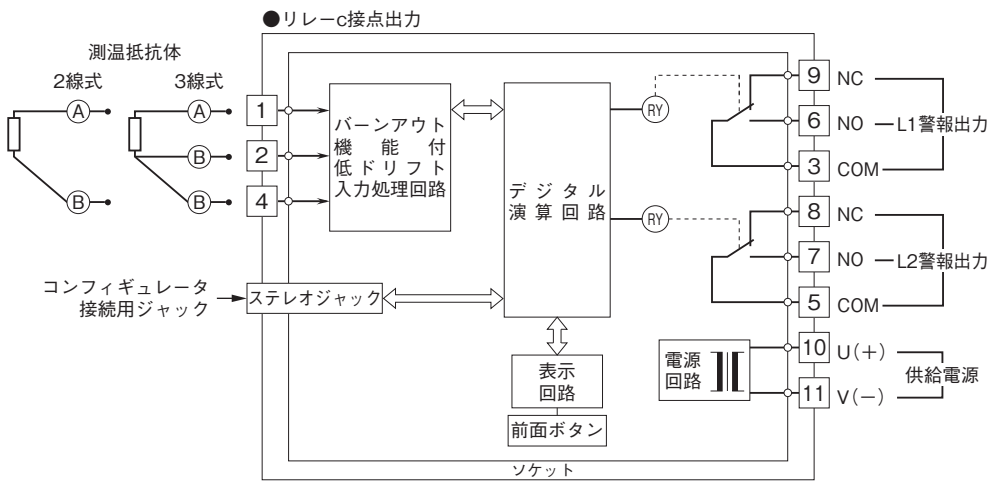 ●リレーc接点出力
測温抵抗体
2線式
3線式
A
B
A
B
B
1
2
4
バーンアウト
機能付
低ドリフト
入力処理回路
デジタル
演算回路
RY
RY
9 NC
6 NO
3 COM
L1警報出力
8 NC
7 NO
5 COM
L2警報出力
コンフィギュレータ
接続用ジャック
ステレオジャック
表示
回路
前面ボタン
電源
回路
10 U(+)
11 V(−)
供給電源
ソケット